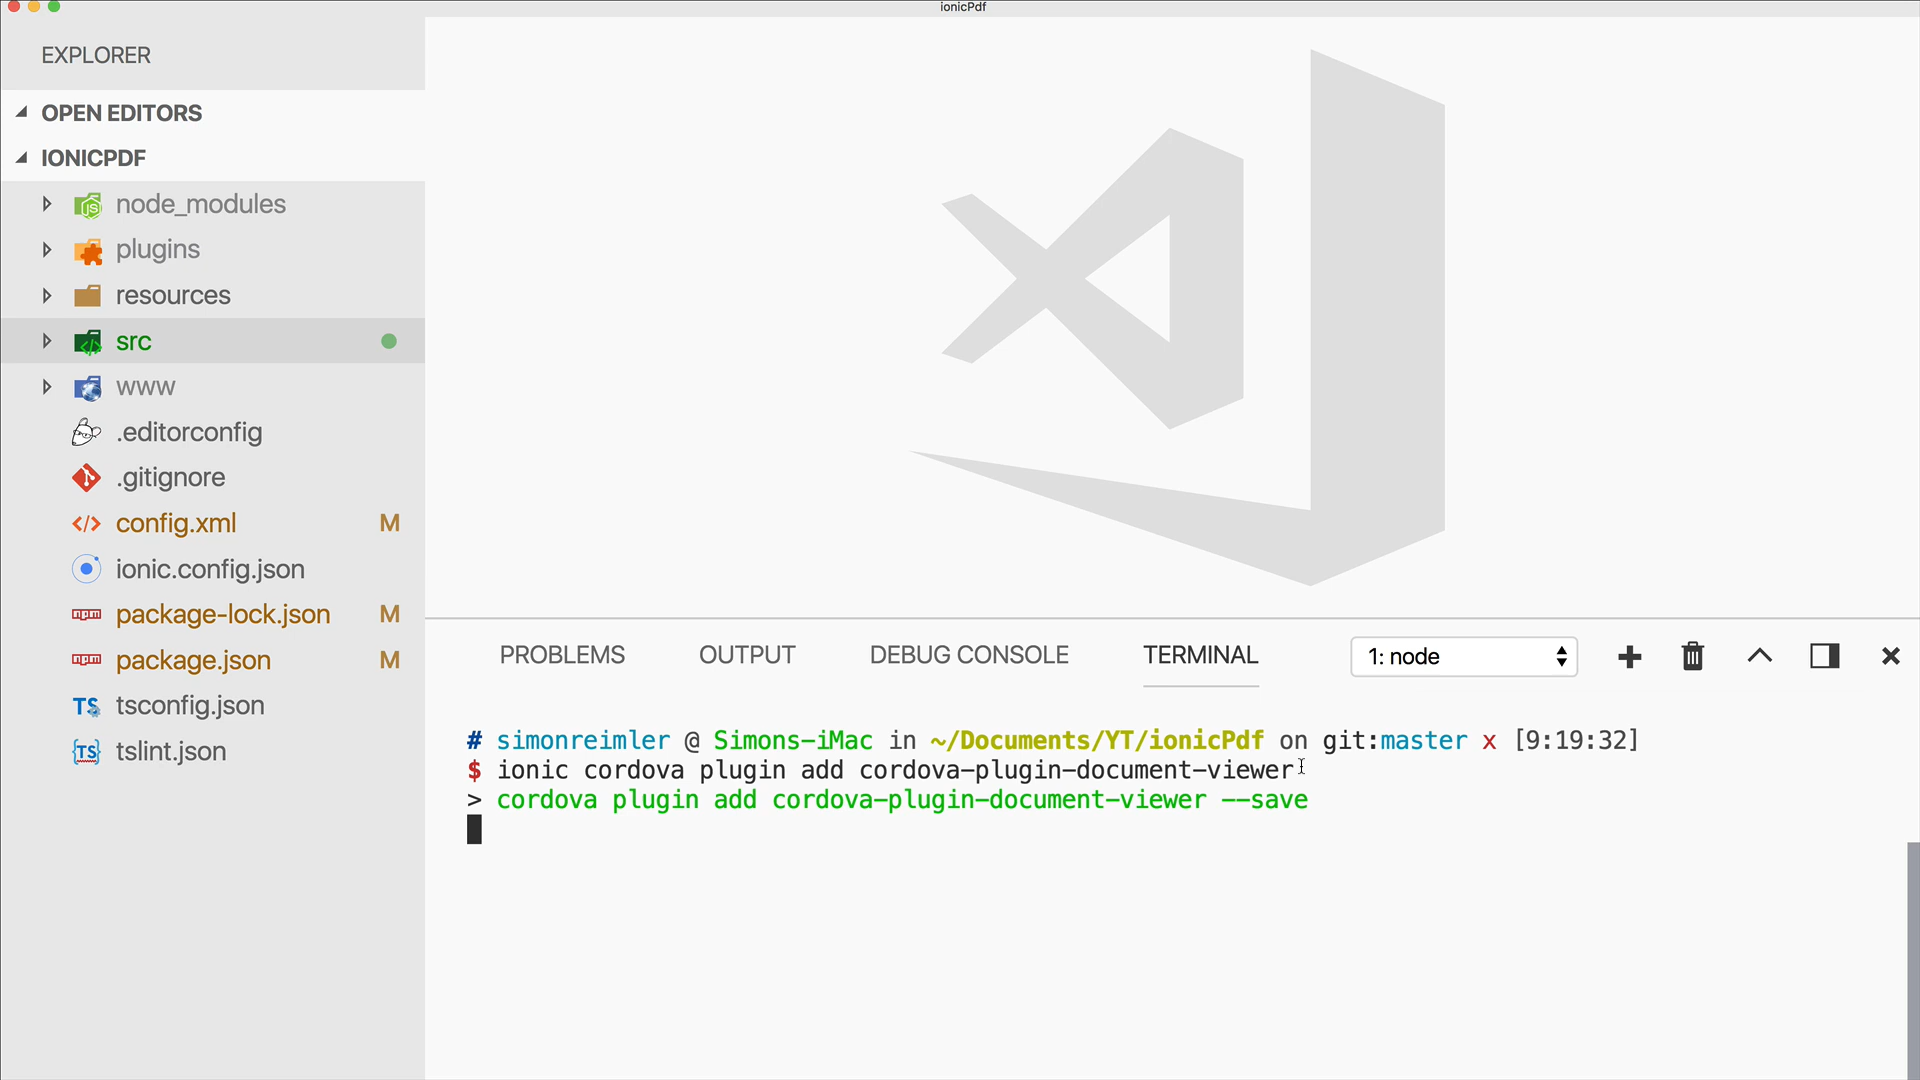 ionicPdf
EXPLORER
OPEN EDITORS
IONICPDF
node_modules
plugins
resources
src
www
.editorconfig
.gitignore
config.xml M
ionic.config.json
package-lock.json M
package.json M
tsconfig.json
tslint.json
PROBLEMS OUTPUT DEBUG CONSOLE TERMINAL 1: node
# simonreimler @ Simons-iMac in ~/Documents/YT/ionicPdf on git:master x [9:19:32]
$ ionic cordova plugin add cordova-plugin-document-viewer
> cordova plugin add cordova-plugin-document-viewer --save